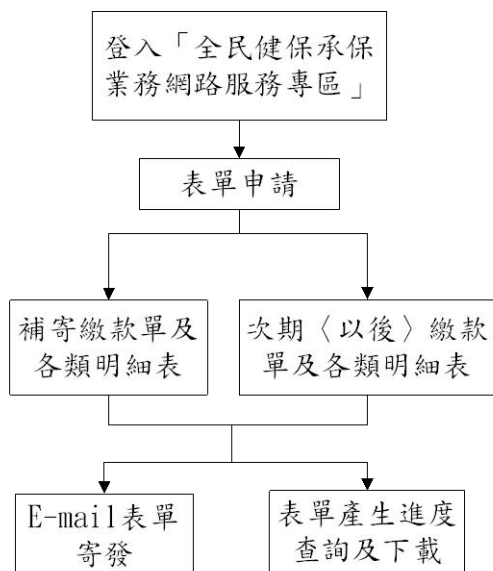 登入「全民健保承保
業務網路服務專區」
表單申請
補寄繳款單及
各類明細表
次期〈以後〉繳款
單及各類明細表
E-mail表單
寄發
表單產生進度
查詢及下載